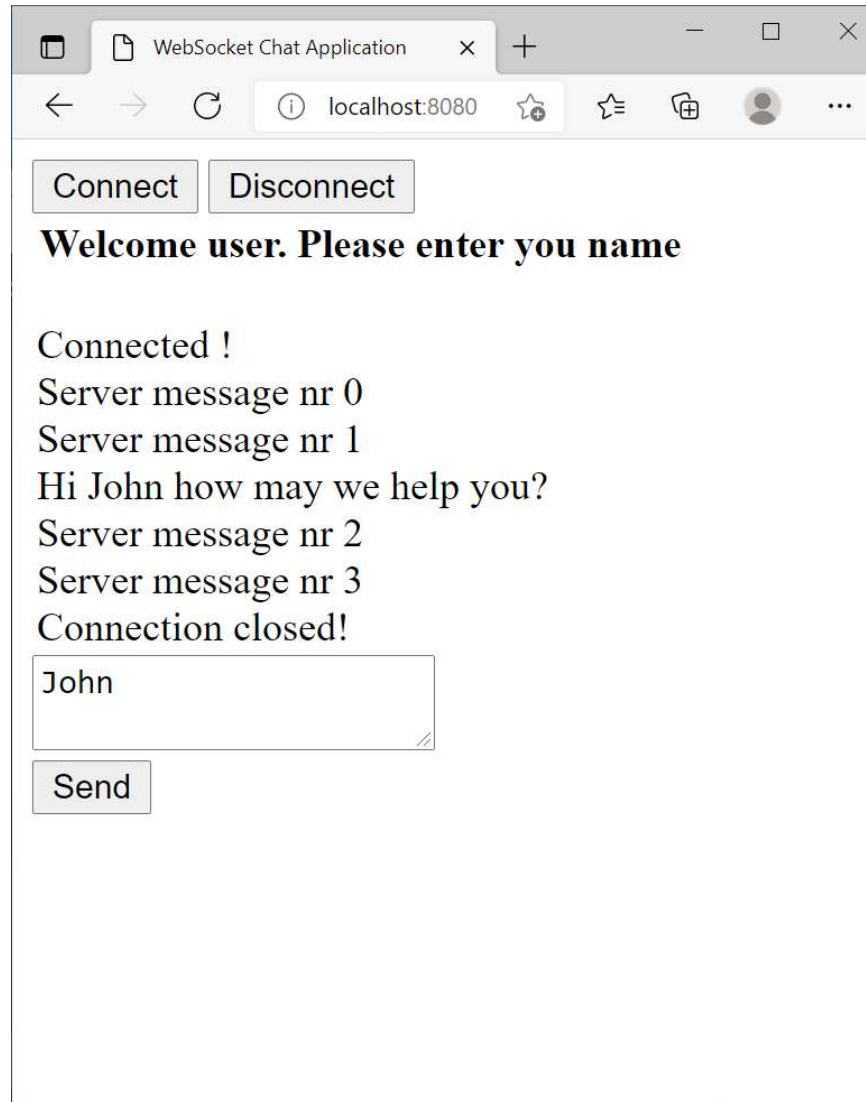 WebSocket Chat Application
localhost:8080
Connect Disconnect
Welcome user. Please enter you name
Connected !
Server message nr 0
Server message nr 1
Hi John how may we help you?
Server message nr 2
Server message nr 3
Connection closed!
John
Send